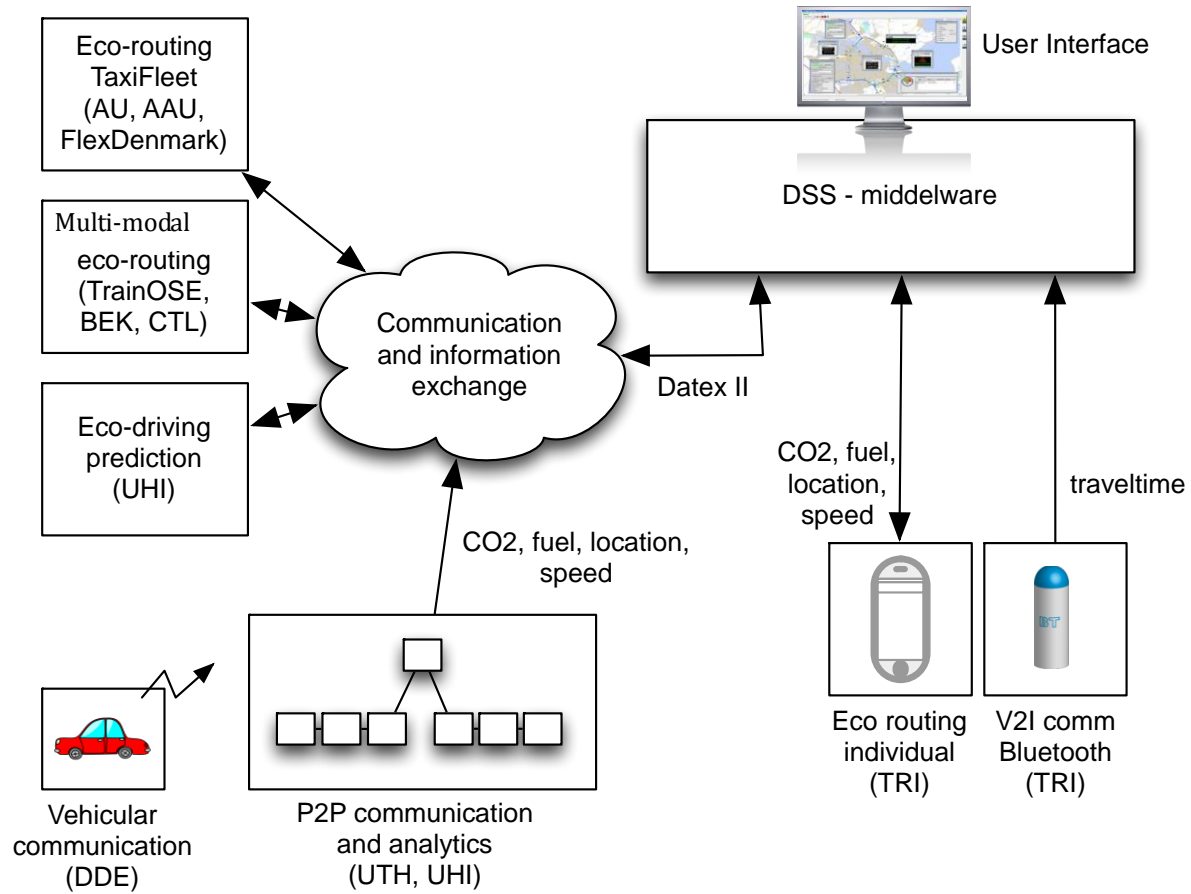 Eco-routing
TaxiFleet
(AU, AAU,
FlexDenmark)
Multi-modal
eco-routing
(TrainOSE,
BEK, CTL)
Eco-driving
prediction
(UHI)
Communication
and information
exchange
User Interface
DSS - middelware
Datex II
CO2, fuel,
location,
speed
traveltime
CO2, fuel, location,
speed
BT
Eco routing
individual
(TRI)
V2I comm
Bluetooth
(TRI)
Vehicular
communication
(DDE)
P2P communication
and analytics
(UTH, UHI)